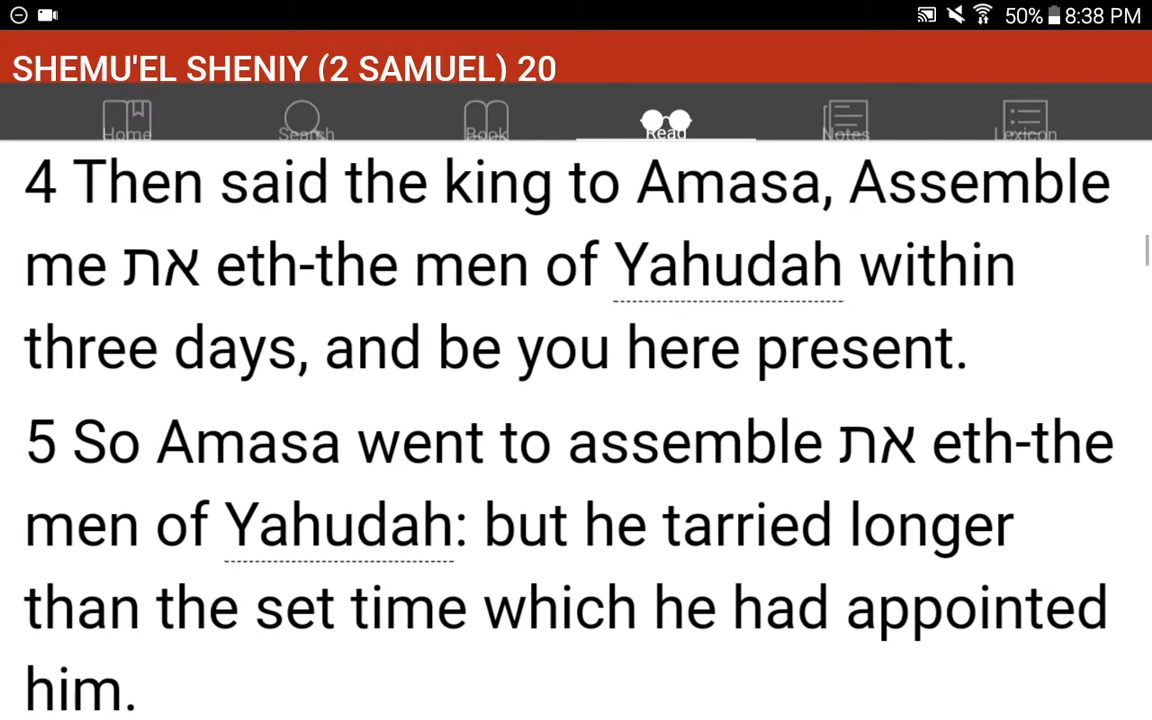 50% 8:38 PM
SHEMU'EL SHENIY (2 SAMUEL) 20
Home Search Book Read Notes Lexicon
4 Then said the king to Amasa, Assemble
me את eth-the men of Yahudah within
three days, and be you here present.
5 So Amasa went to assemble את eth-the
men of Yahudah: but he tarried longer
than the set time which he had appointed
him.